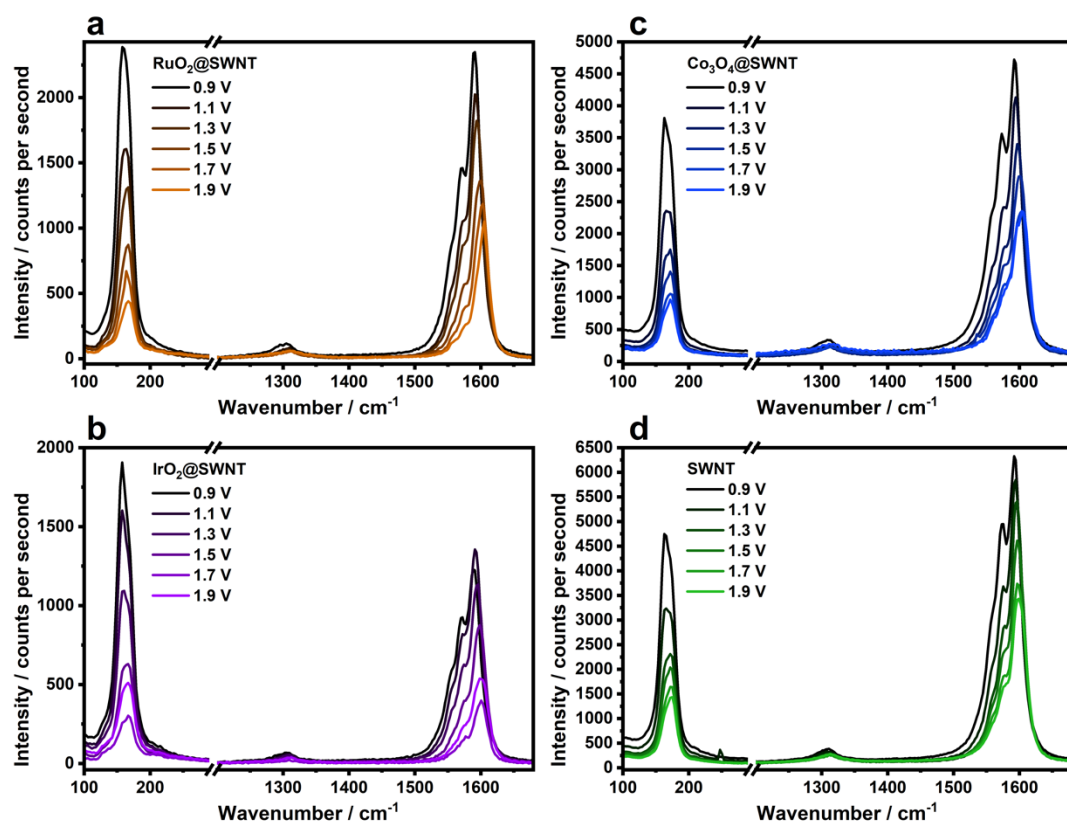 a
RuO₂@SWNT
0.9 V
1.1 V
1.3 V
1.5 V
1.7 V
1.9 V
Intensity / counts per second
2000
1500
1000
500
0
100
200
1300
1400
1500
1600
Wavenumber / cm⁻¹
c
Co₃O₄@SWNT
0.9 V
1.1 V
1.3 V
1.5 V
1.7 V
1.9 V
Intensity / counts per second
5000
4500
4000
3500
3000
2500
2000
1500
1000
500
0
100
200
1300
1400
1500
1600
Wavenumber / cm⁻¹
b
IrO₂@SWNT
0.9 V
1.1 V
1.3 V
1.5 V
1.7 V
1.9 V
Intensity / counts per second
2000
1500
1000
500
0
100
200
1300
1400
1500
1600
Wavenumber / cm⁻¹
d
SWNT
0.9 V
1.1 V
1.3 V
1.5 V
1.7 V
1.9 V
Intensity / counts per second
6500
6000
5500
5000
4500
4000
3500
3000
2500
2000
1500
1000
500
0
100
200
1300
1400
1500
1600
Wavenumber / cm⁻¹